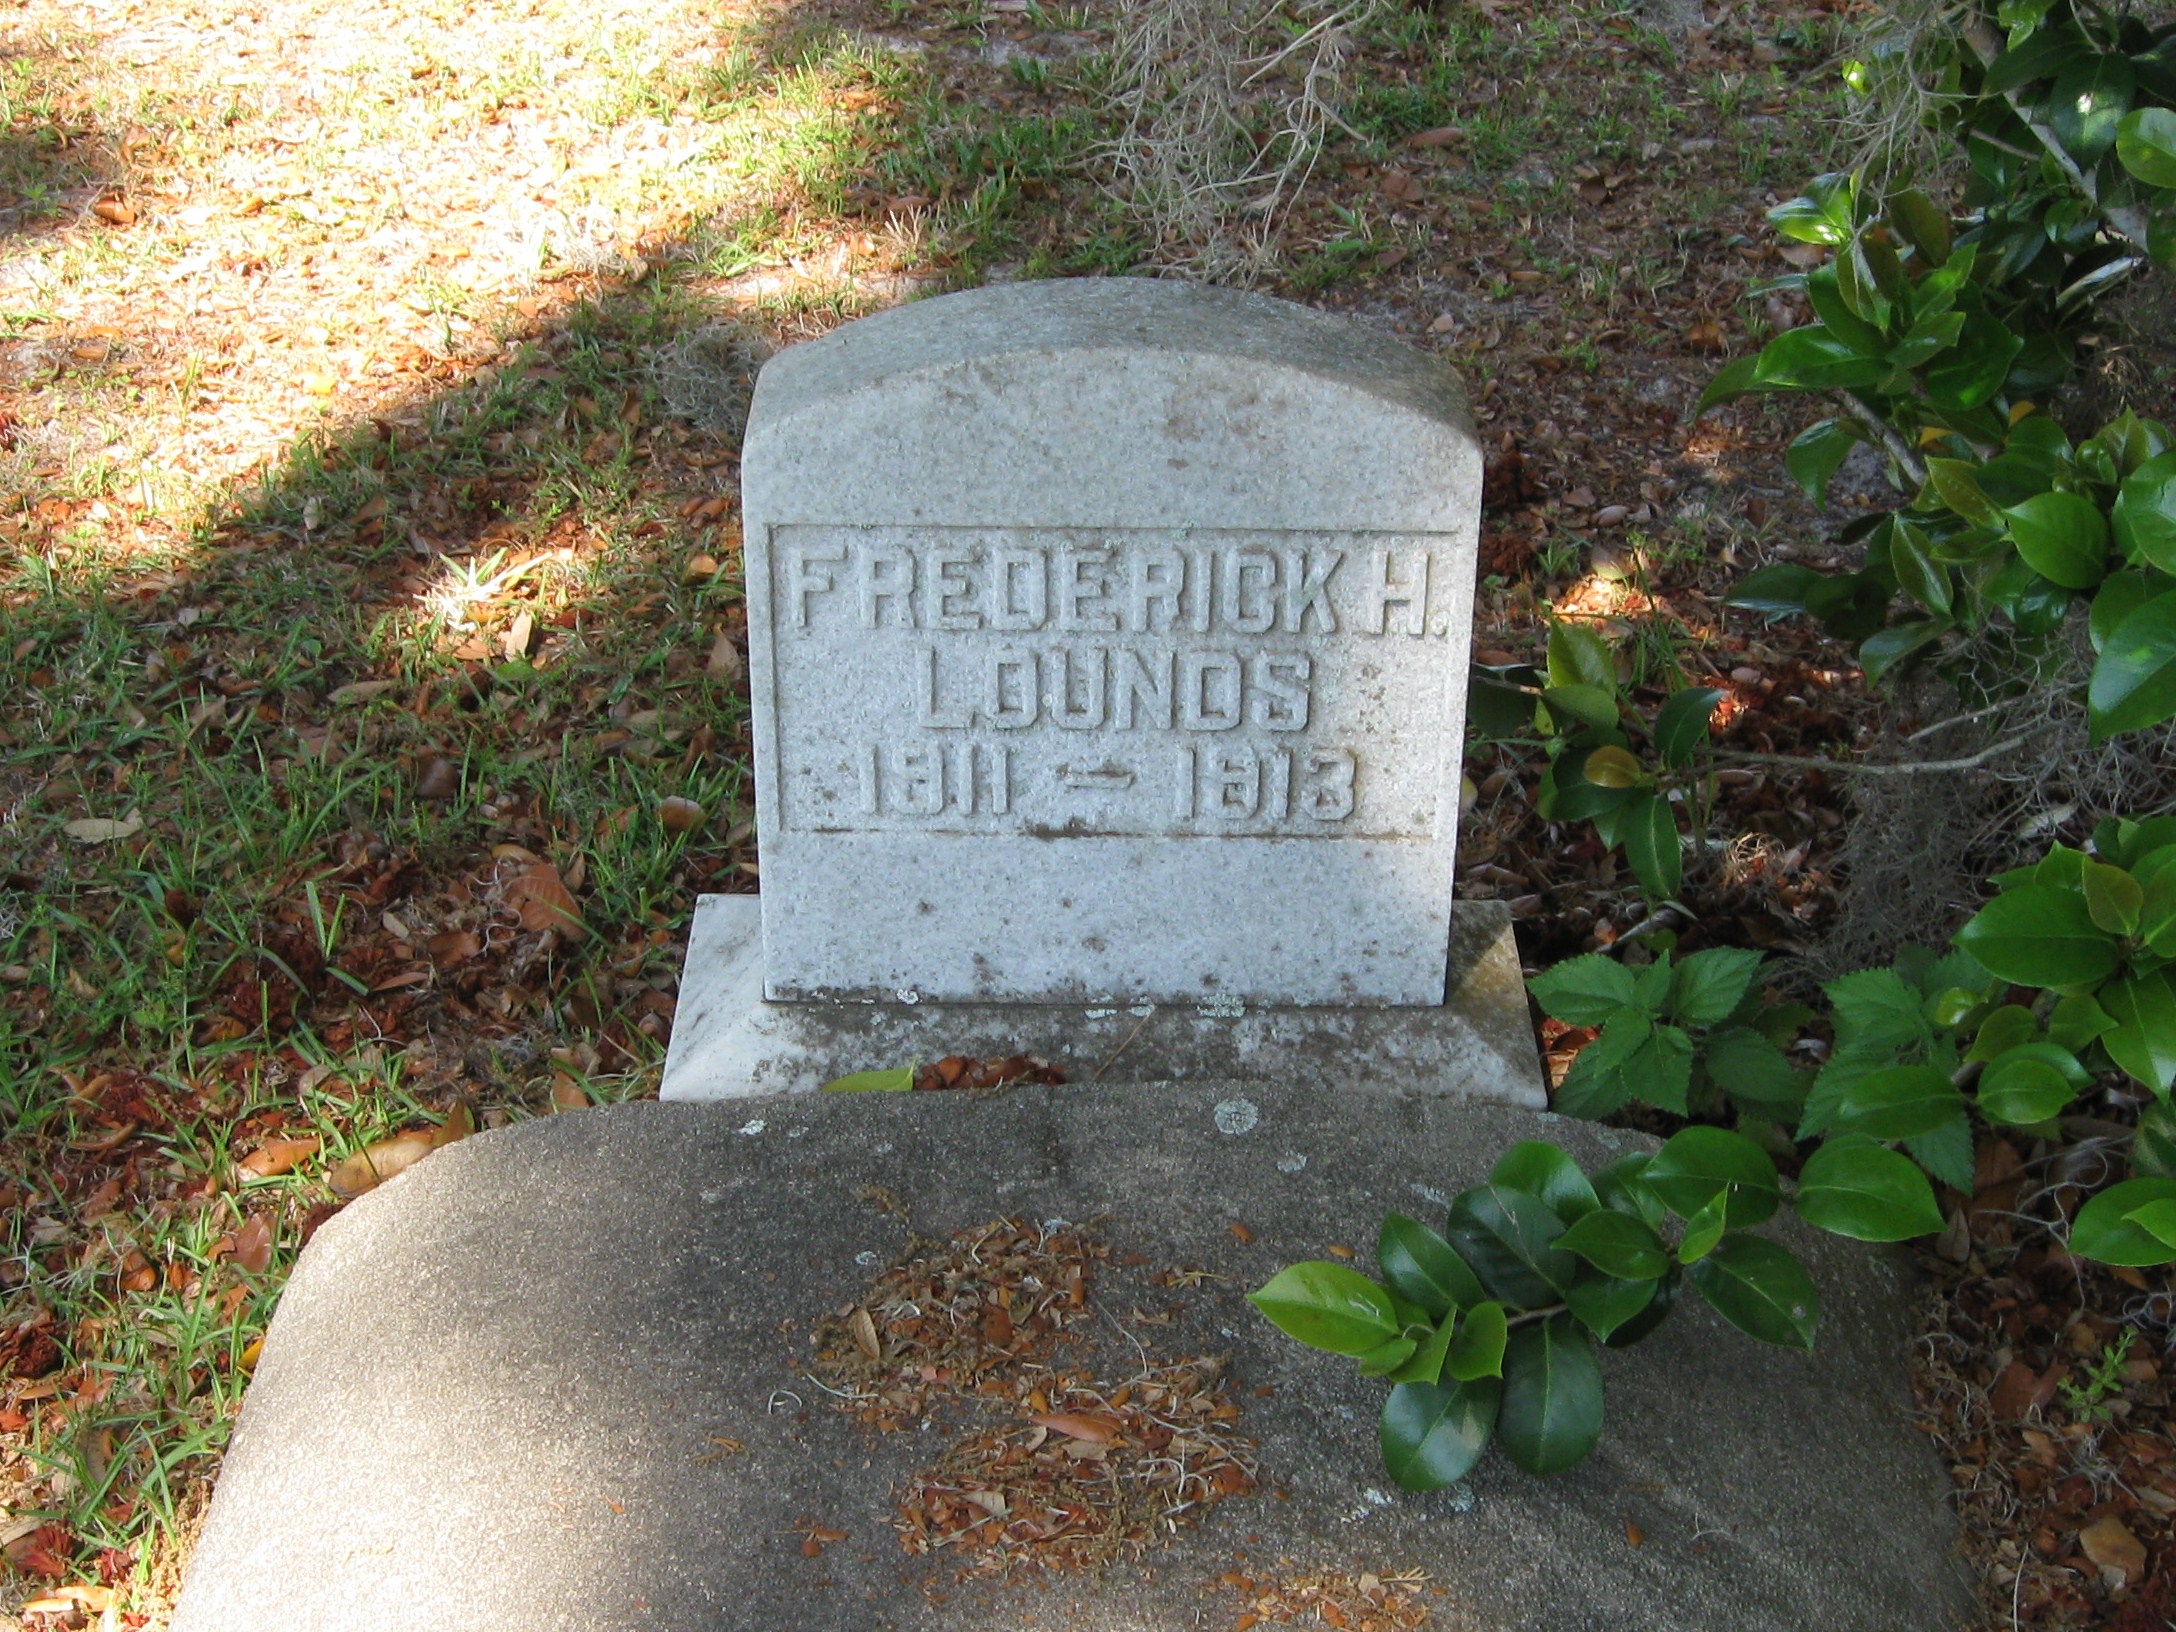 FREDERICK H.
LOUNDS
1911 — 1913